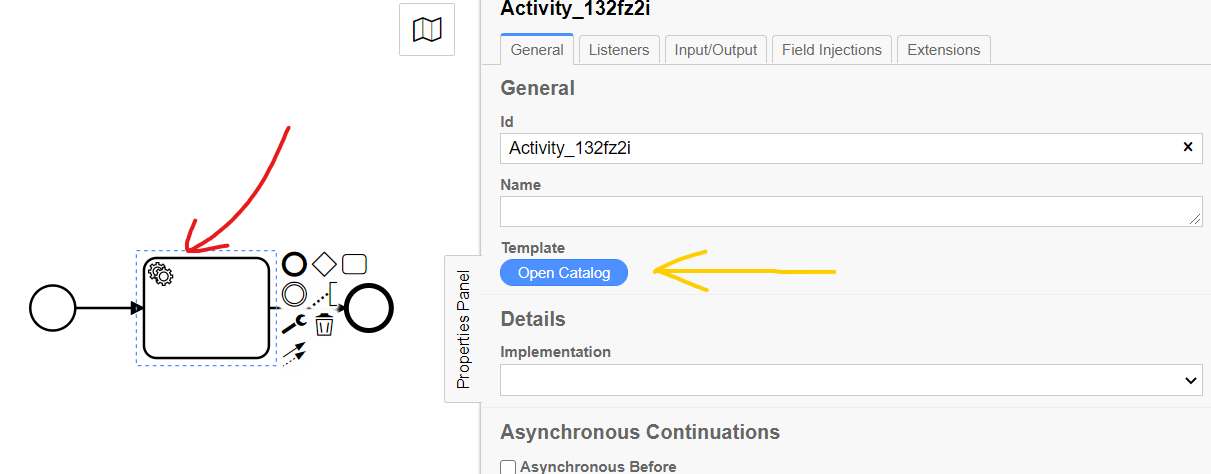 Activity_132fz2i
General
Listeners
Input/Output
Field Injections
Extensions
General
Id
Activity_132fz2i
Name
Template
Open Catalog
Properties Panel
Details
Implementation
Asynchronous Continuations
Asynchronous Before